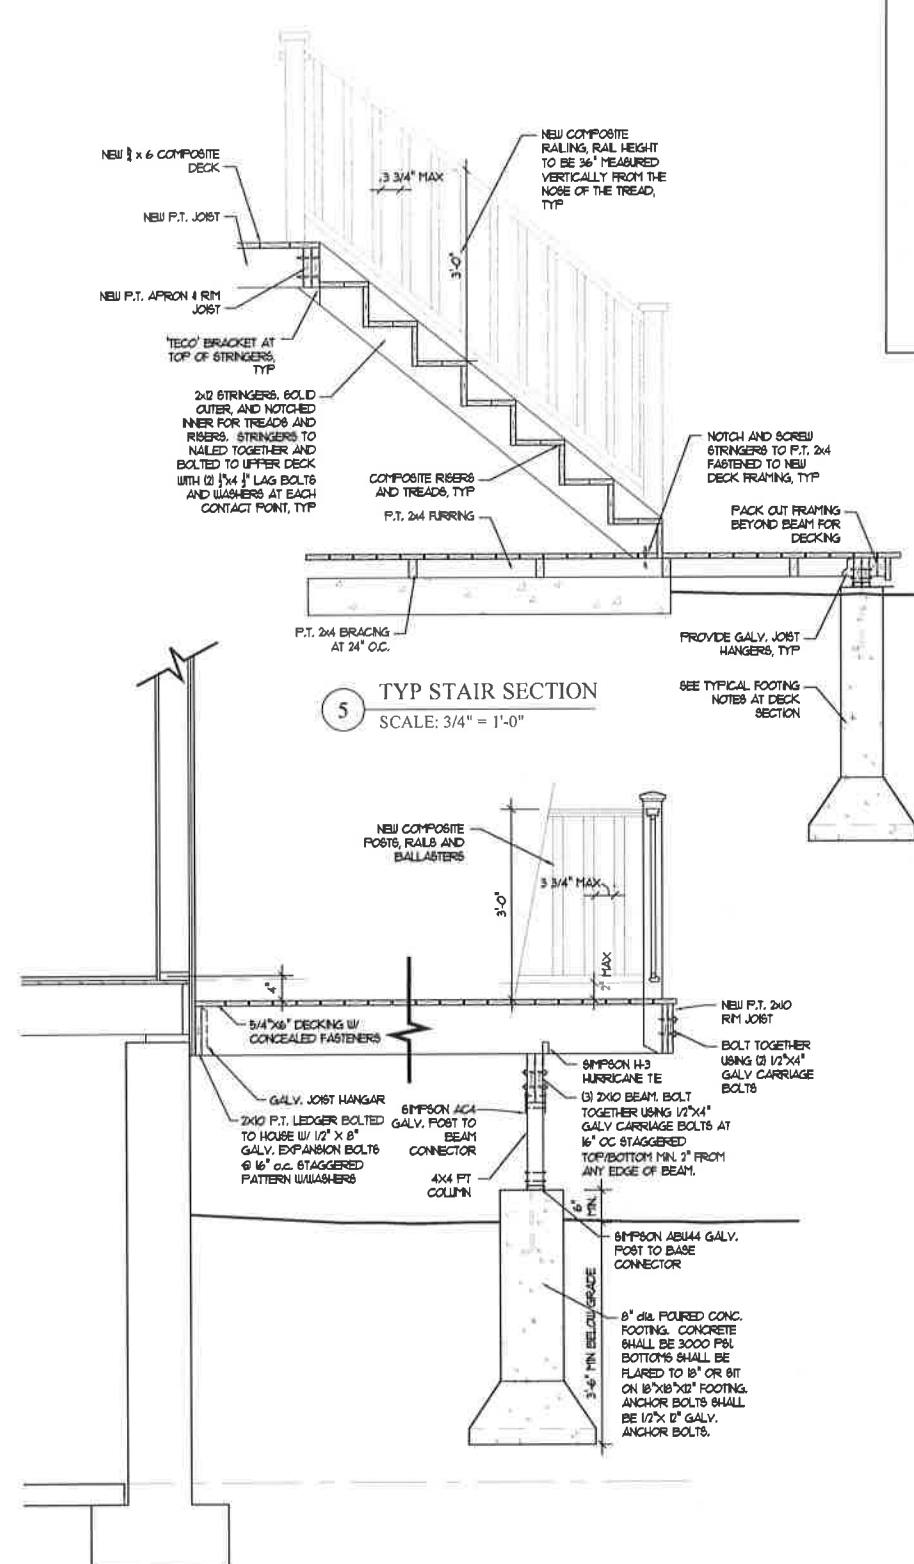 NEW COMPOSITE
RAILING, RAIL HEIGHT
TO BE 36" MEASURED
VERTICALLY FROM THE
NOSE OF THE TREAD,
TYP
NEW x 6 COMPOSITE
DECK
3 3/4" MAX
NEW P.T. JOIST
3'-0"
NEW P.T. APRON & RIM
JOIST
'TECO' BRACKET AT
TOP OF STRINGERS,
TYP
2x12 STRINGERS. SOLID
OUTER, AND NOTCHED
INNER FOR TREADS AND
RISERS. STRINGERS TO
NAILED TOGETHER AND
BOLTED TO UPPER DECK
WITH (2) LAG BOLTS
AND WASHERS AT EACH
CONTACT POINT, TYP
COMPOSITE RISERS
AND TREADS, TYP
P.T. 2x4 FURRING
NOTCH AND SCREW
STRINGERS TO P.T. 2x4
FASTENED TO NEW
DECK FRAMING, TYP
PACK OUT FRAMING
BEYOND BEAM FOR
DECKING
P.T. 2x4 BRACING
AT 24" O.C.
PROVIDE GALV. JOIST
HANGERS, TYP
SEE TYPICAL FOOTING
NOTES AT DECK
SECTION
5
TYP STAIR SECTION
SCALE: 3/4" = 1'-0"
NEW COMPOSITE
POSTS, RAILS AND
BALLASTERS
3 3/4" MAX
3'-0"
2" MAX
4"
5/4"X6" DECKING W/
CONCEALED FASTENERS
NEW P.T. 2x10
RIM JOIST
BOLT TOGETHER
USING (2) 1/2"X4"
GALV CARRIAGE
BOLTS
SIMPSON H-3
HURRICANE TIE
GALV. JOIST HANGAR
2X10 P.T. LEDGER BOLTED
TO HOUSE W/ 1/2" X 8"
GALV. EXPANSION BOLTS
@ 16" o.c. STAGGERED
PATTERN W/WASHERS
SIMPSON AC4
GALV. POST TO
BEAM
CONNECTOR
4X4 PT
COLUMN
(3) 2X10 BEAM. BOLT
TOGETHER USING 1/2"X4"
GALV CARRIAGE BOLTS AT
16" OC STAGGERED
TOP/BOTTOM MIN. 2" FROM
ANY EDGE OF BEAM.
6"
MIN.
SIMPSON ABU44 GALV.
POST TO BASE
CONNECTOR
3'-6" MIN BELOW GRADE
8" dia. POURED CONC.
FOOTING. CONCRETE
SHALL BE 3000 PSI.
BOTTOMS SHALL BE
FLARED TO 18" OR SIT
ON 18"X18"X12" FOOTING.
ANCHOR BOLTS SHALL
BE 1/2"X 12" GALV.
ANCHOR BOLTS.